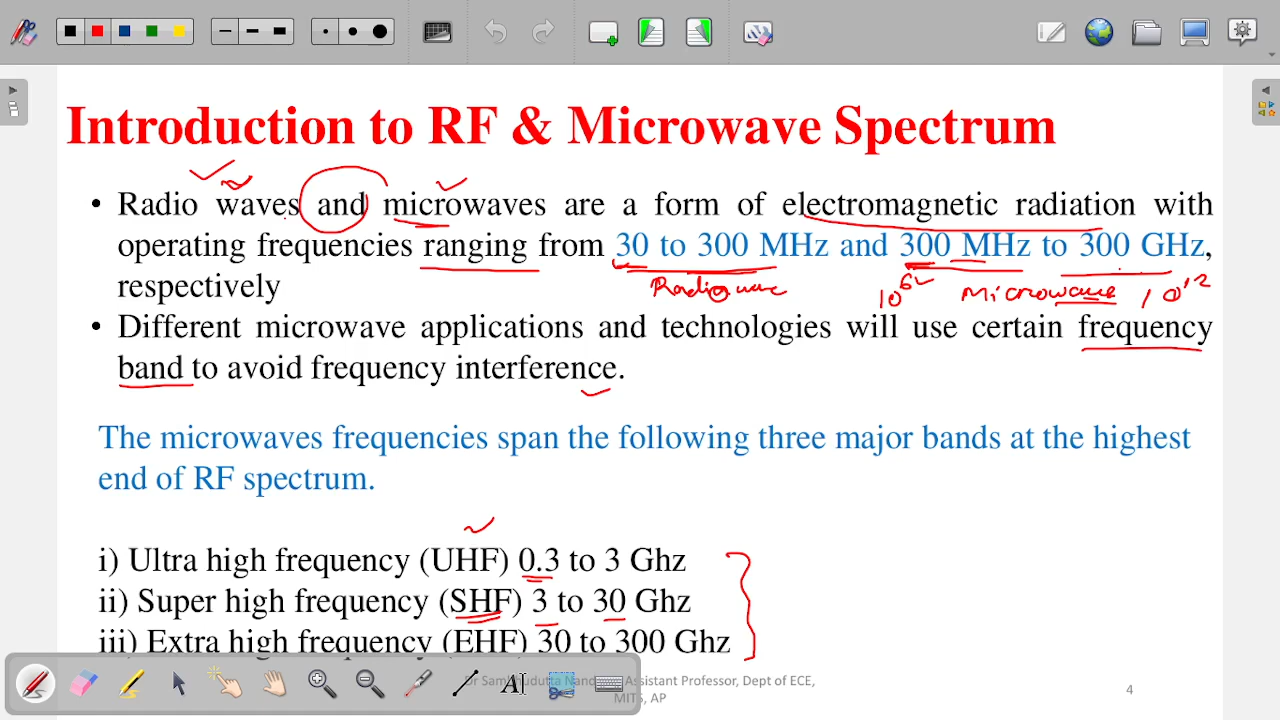 Introduction to RF & Microwave Spectrum
• Radio waves and microwaves are a form of electromagnetic radiation with
operating frequencies ranging from 30 to 300 MHz and 300 MHz to 300 GHz,
Radio wave
Microwave 10¹²
respectively
• Different microwave applications and technologies will use certain frequency
band to avoid frequency interference.
The microwaves frequencies span the following three major bands at the highest
end of RF spectrum.
i) Ultra high frequency (UHF) 0.3 to 3 Ghz
ii) Super high frequency (SHF) 3 to 30 Ghz
iii) Extra high frequency (EHF) 30 to 300 Ghz
Assistant Professor, Dept of ECE,
MITS, AP
4